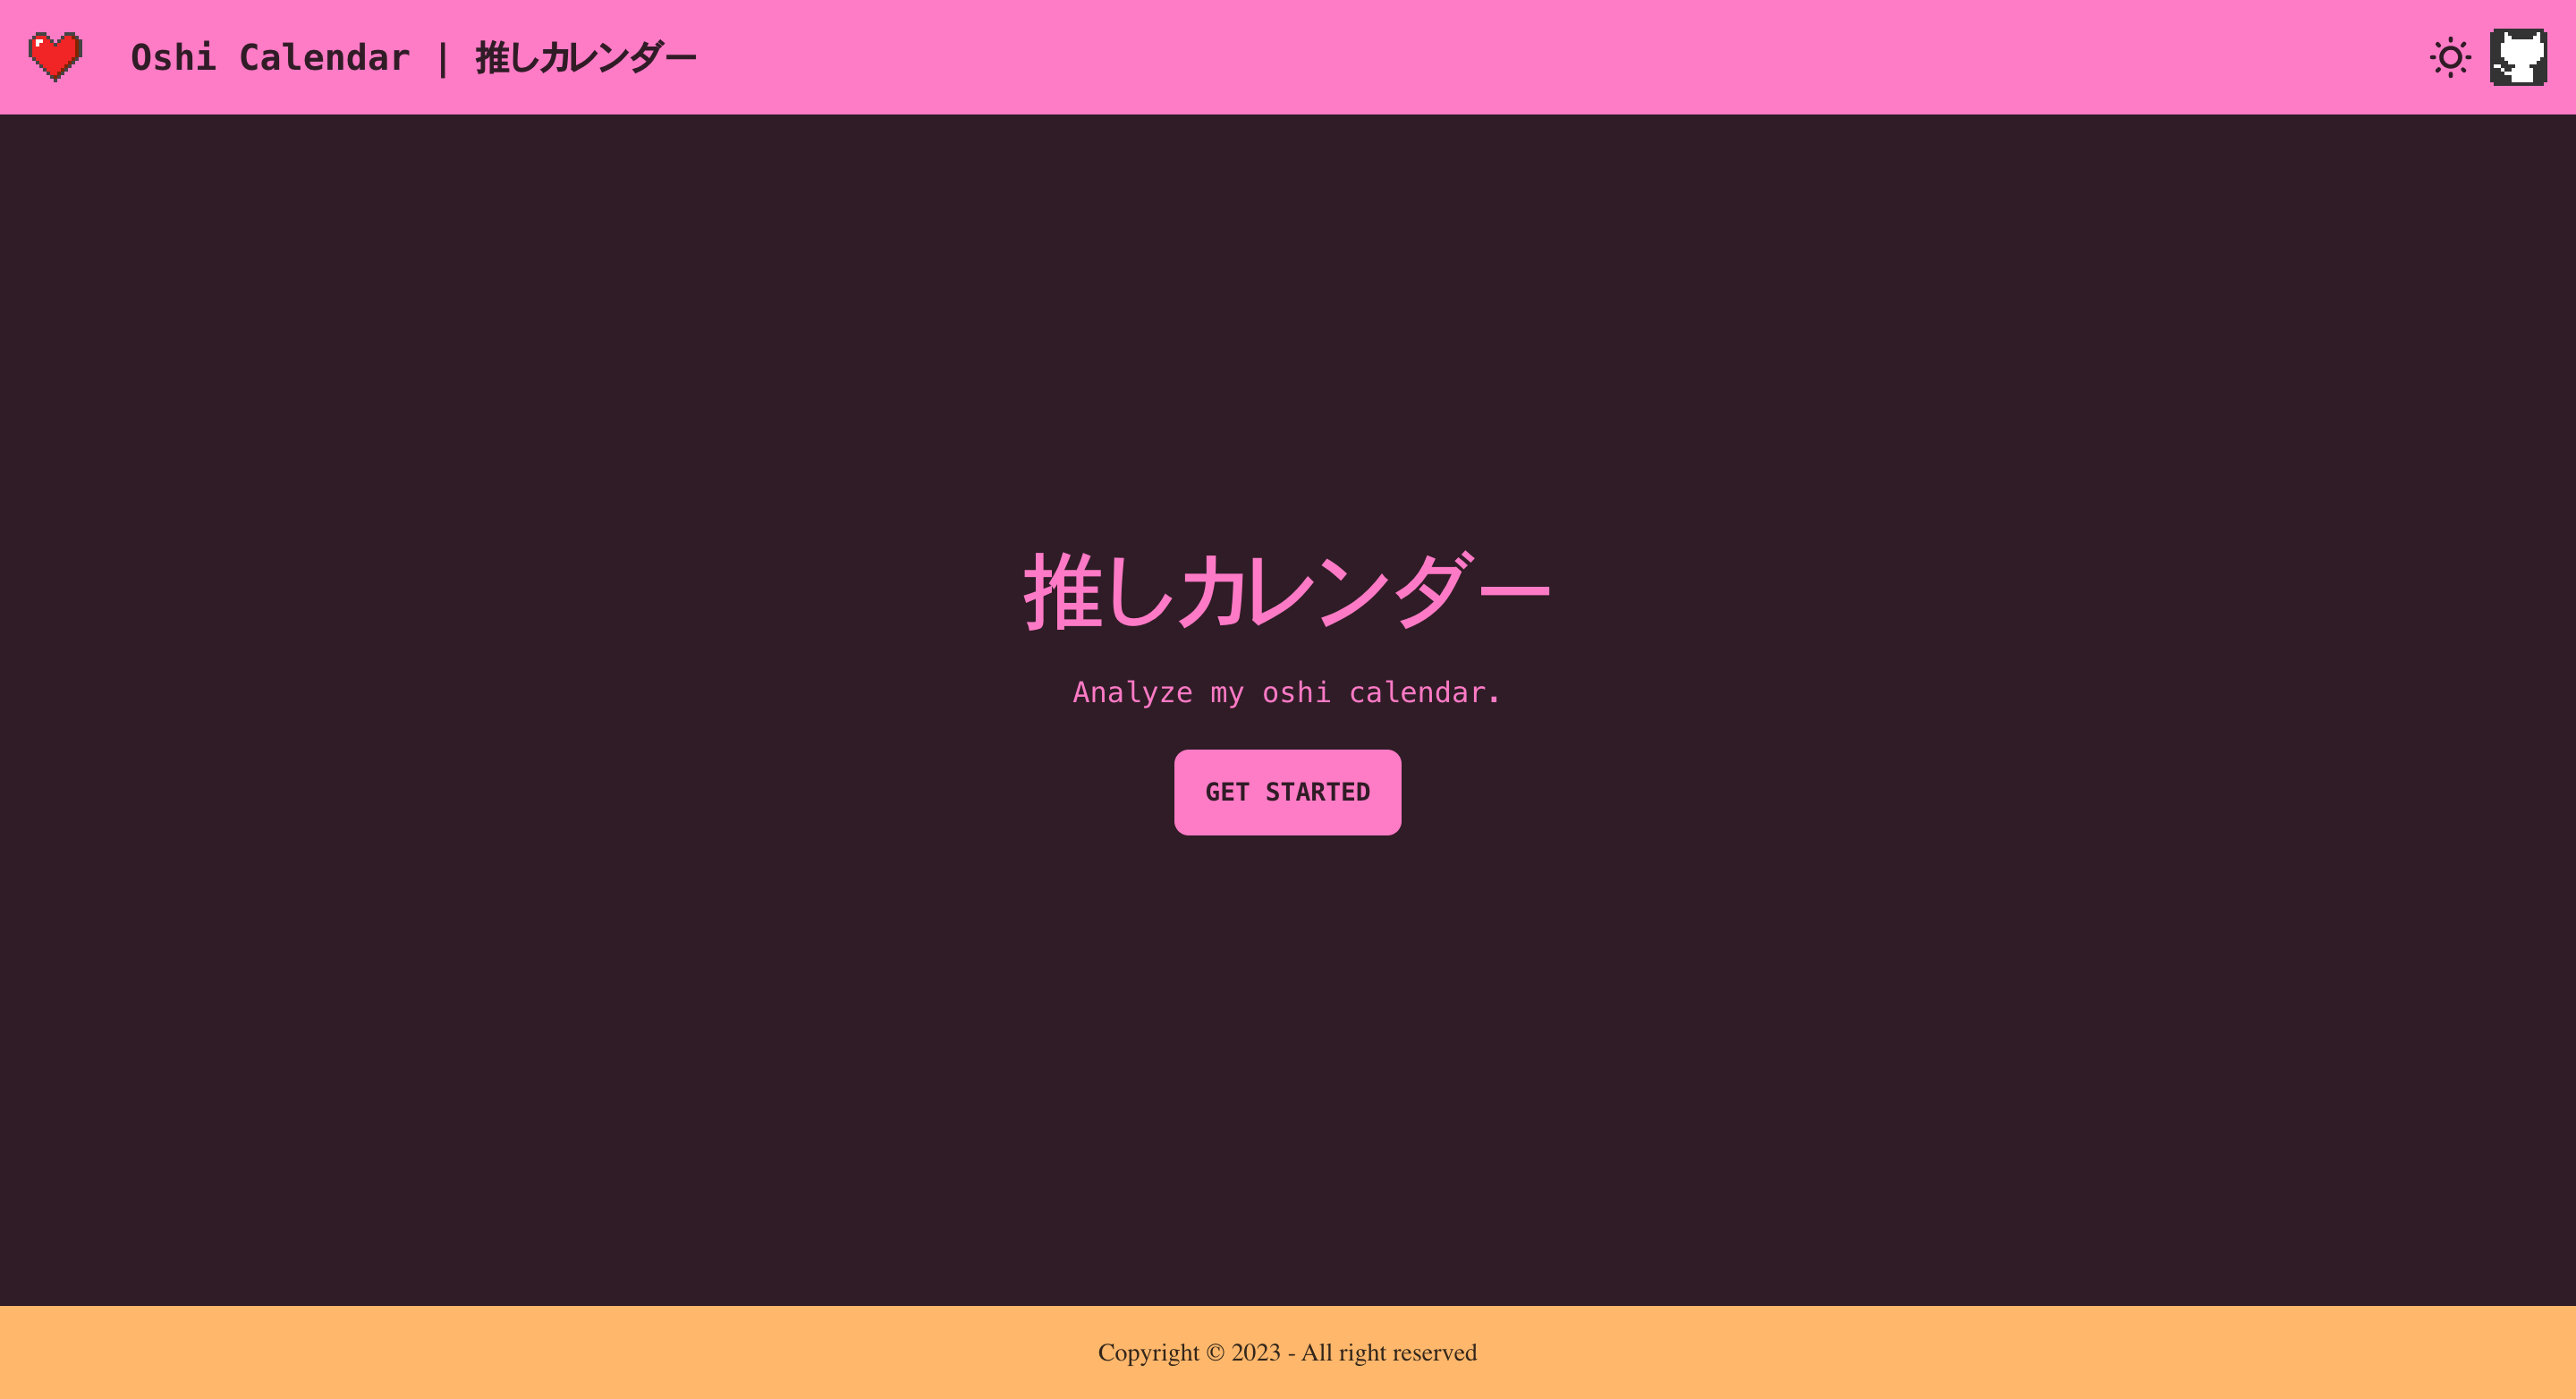 Oshi Calendar | 推しカレンダー
推しカレンダー
Analyze my oshi calendar.
GET STARTED
Copyright © 2023 - All right reserved